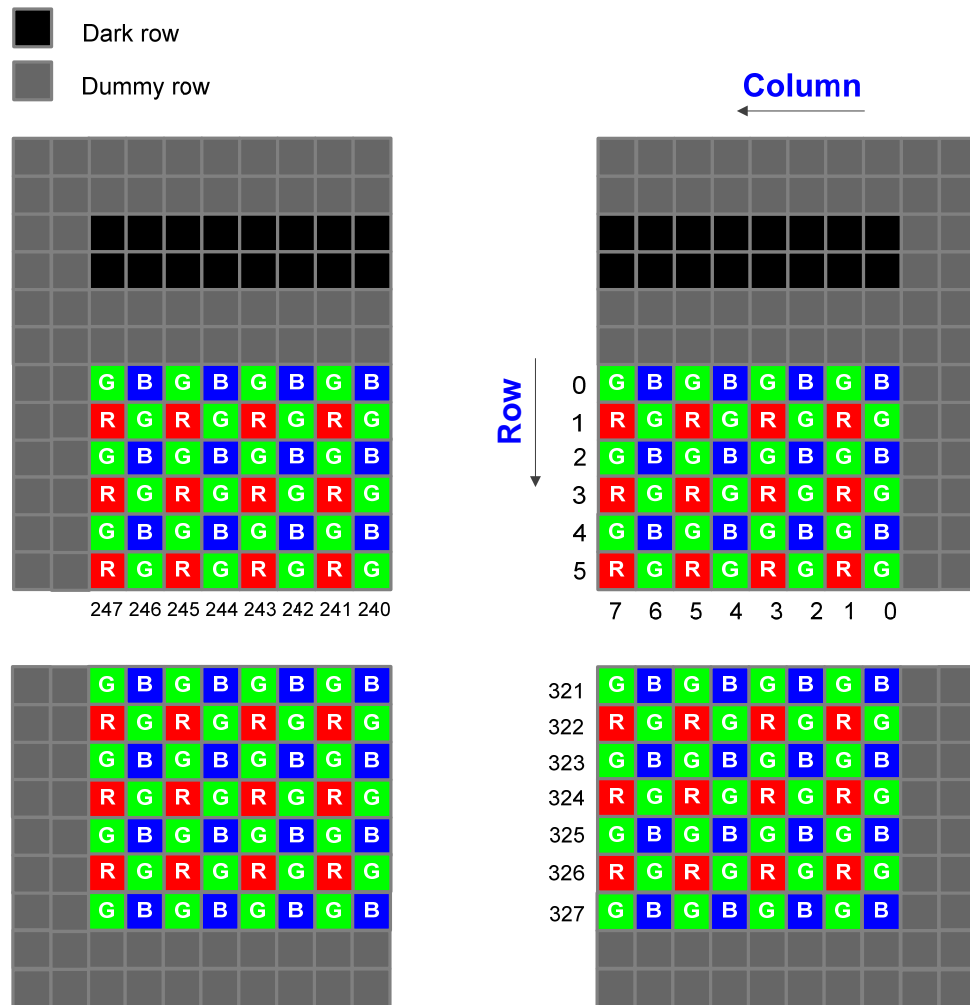 Dark row
Dummy row
Column
Row
G B G B G B G B 0 G B G B G B G B
R G R G R G R G 1 R G R G R G R G
G B G B G B G B 2 G B G B G B G B
R G R G R G R G 3 R G R G R G R G
G B G B G B G B 4 G B G B G B G B
R G R G R G R G 5 R G R G R G R G
247 246 245 244 243 242 241 240 7 6 5 4 3 2 1 0
G B G B G B G B 321 G B G B G B G B
R G R G R G R G 322 R G R G R G R G
G B G B G B G B 323 G B G B G B G B
R G R G R G R G 324 R G R G R G R G
G B G B G B G B 325 G B G B G B G B
R G R G R G R G 326 R G R G R G R G
G B G B G B G B 327 G B G B G B G B